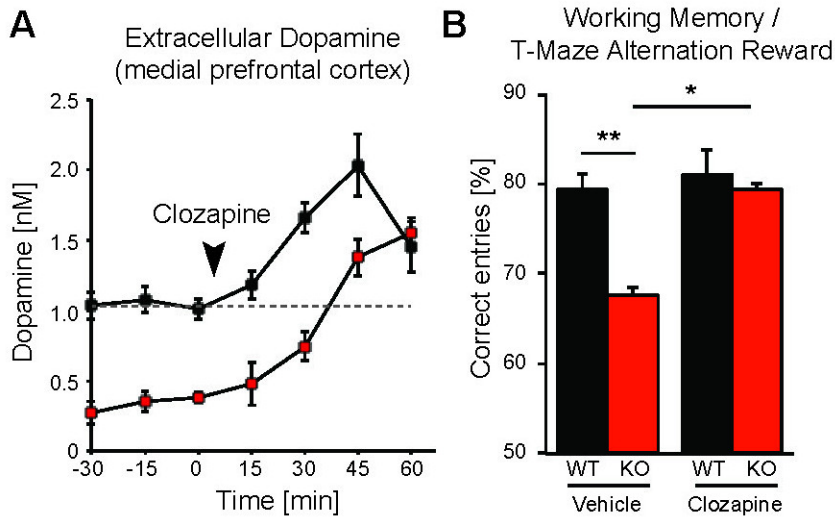 A
Extracellular Dopamine
(medial prefrontal cortex)
2.5
2.0
1.5
1.0
0.5
0
Dopamine [nM]
Clozapine
-30 -15 0 15 30 45 60
Time [min]
B
Working Memory /
T-Maze Alternation Reward
90
80
70
60
50
Correct entries [%]
**
*
WT KO WT KO
Vehicle Clozapine